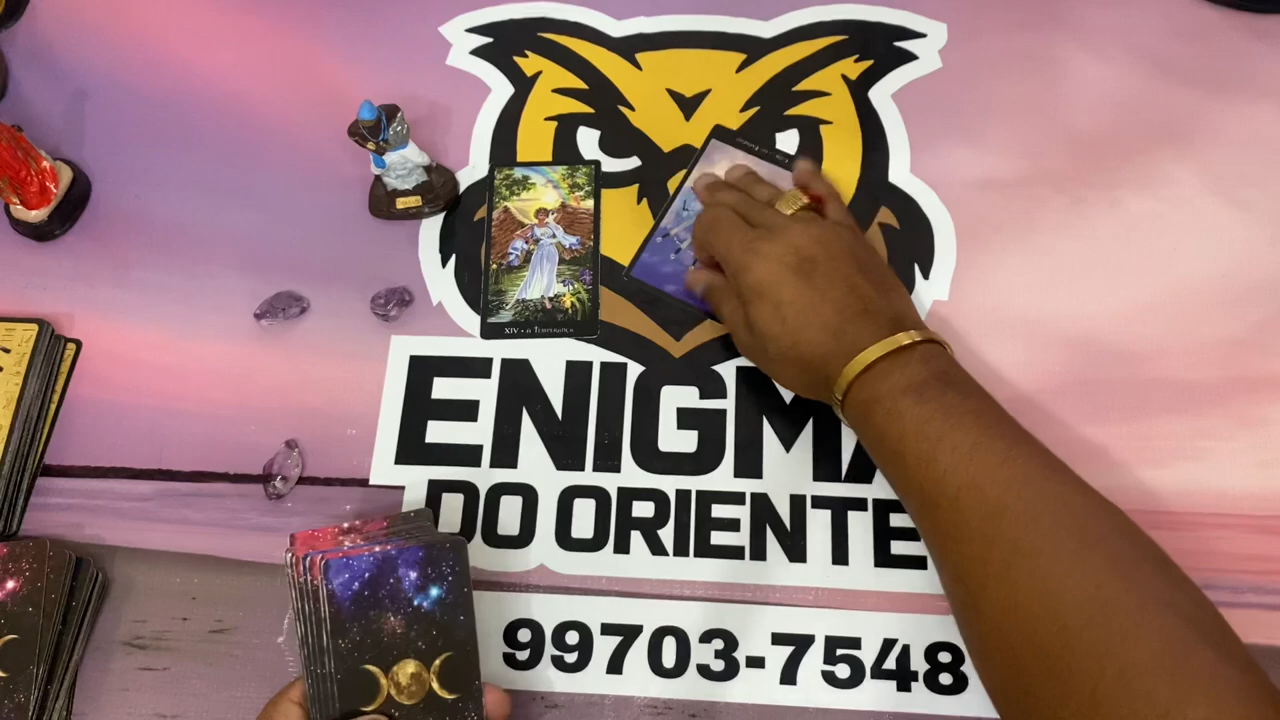 XIV • A TEMPERANÇA
ENIGMA
DO ORIENTE
99703-7548